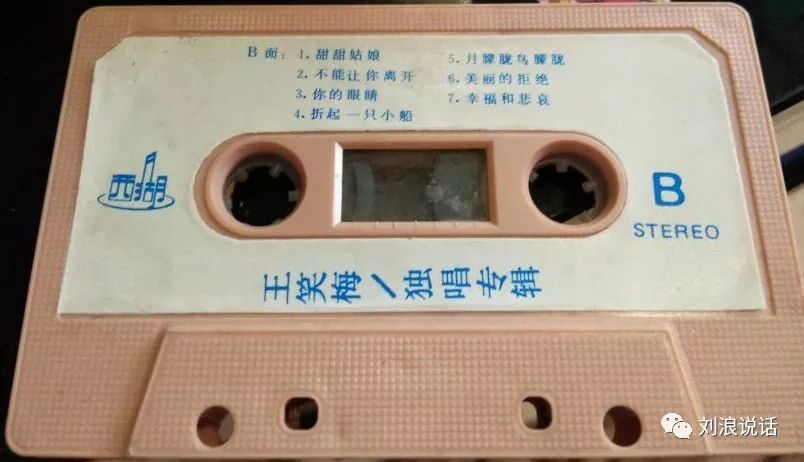 B面：1.甜甜姑娘
2.不能让你离开
3.你的眼睛
4.折起一只小船
5.月朦胧鸟朦胧
6.美丽的拒绝
7.幸福和悲哀
西湖
B
STEREO
王笑梅/独唱专辑
刘浪说话